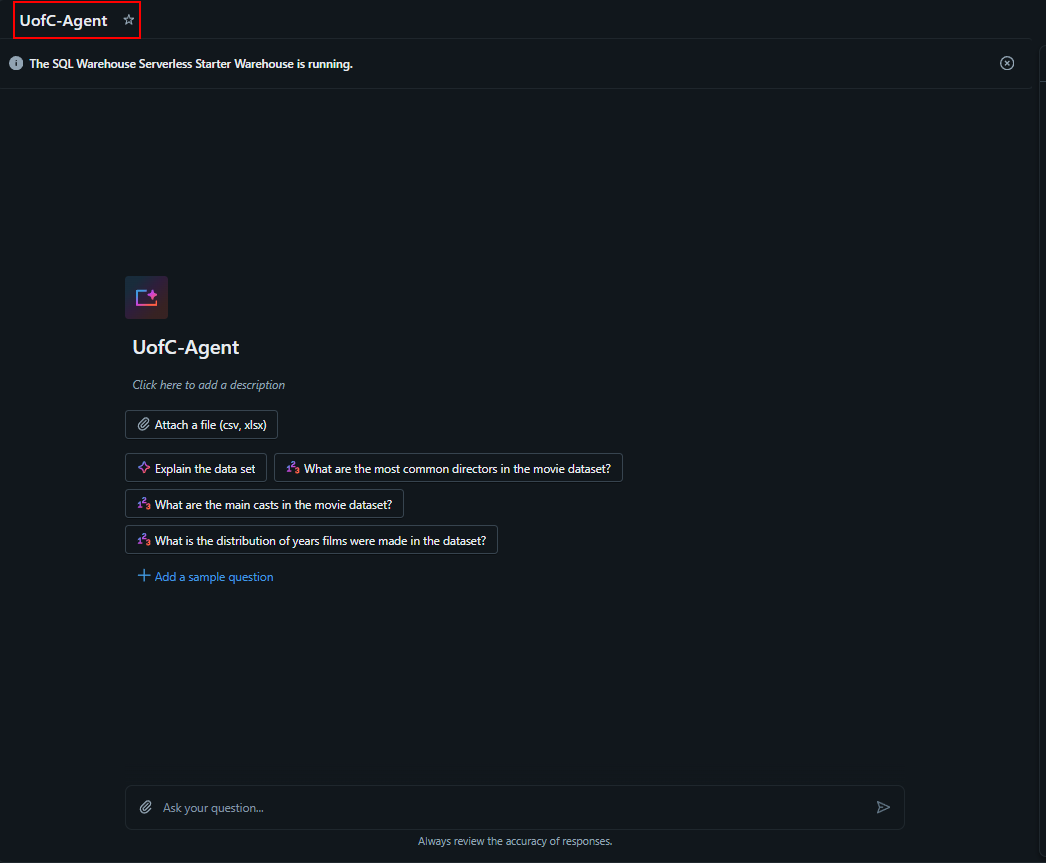 UofC-Agent
The SQL Warehouse Serverless Starter Warehouse is running.
UofC-Agent
Click here to add a description
Attach a file (csv, xlsx)
Explain the data set
What are the most common directors in the movie dataset?
What are the main casts in the movie dataset?
What is the distribution of years films were made in the dataset?
Add a sample question
Ask your question...
Always review the accuracy of responses.